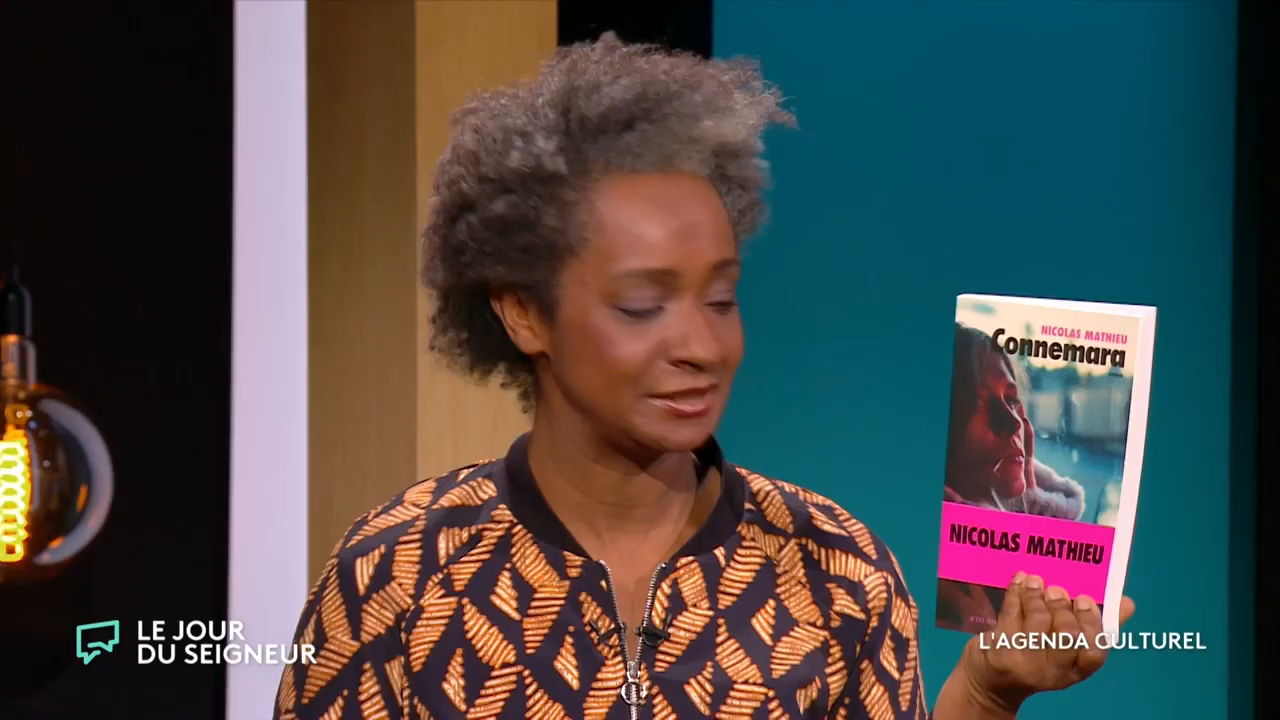 NICOLAS MATHIEU
Connemara
NICOLAS MATHIEU
LE JOUR
DU SEIGNEUR
L'AGENDA CULTUREL